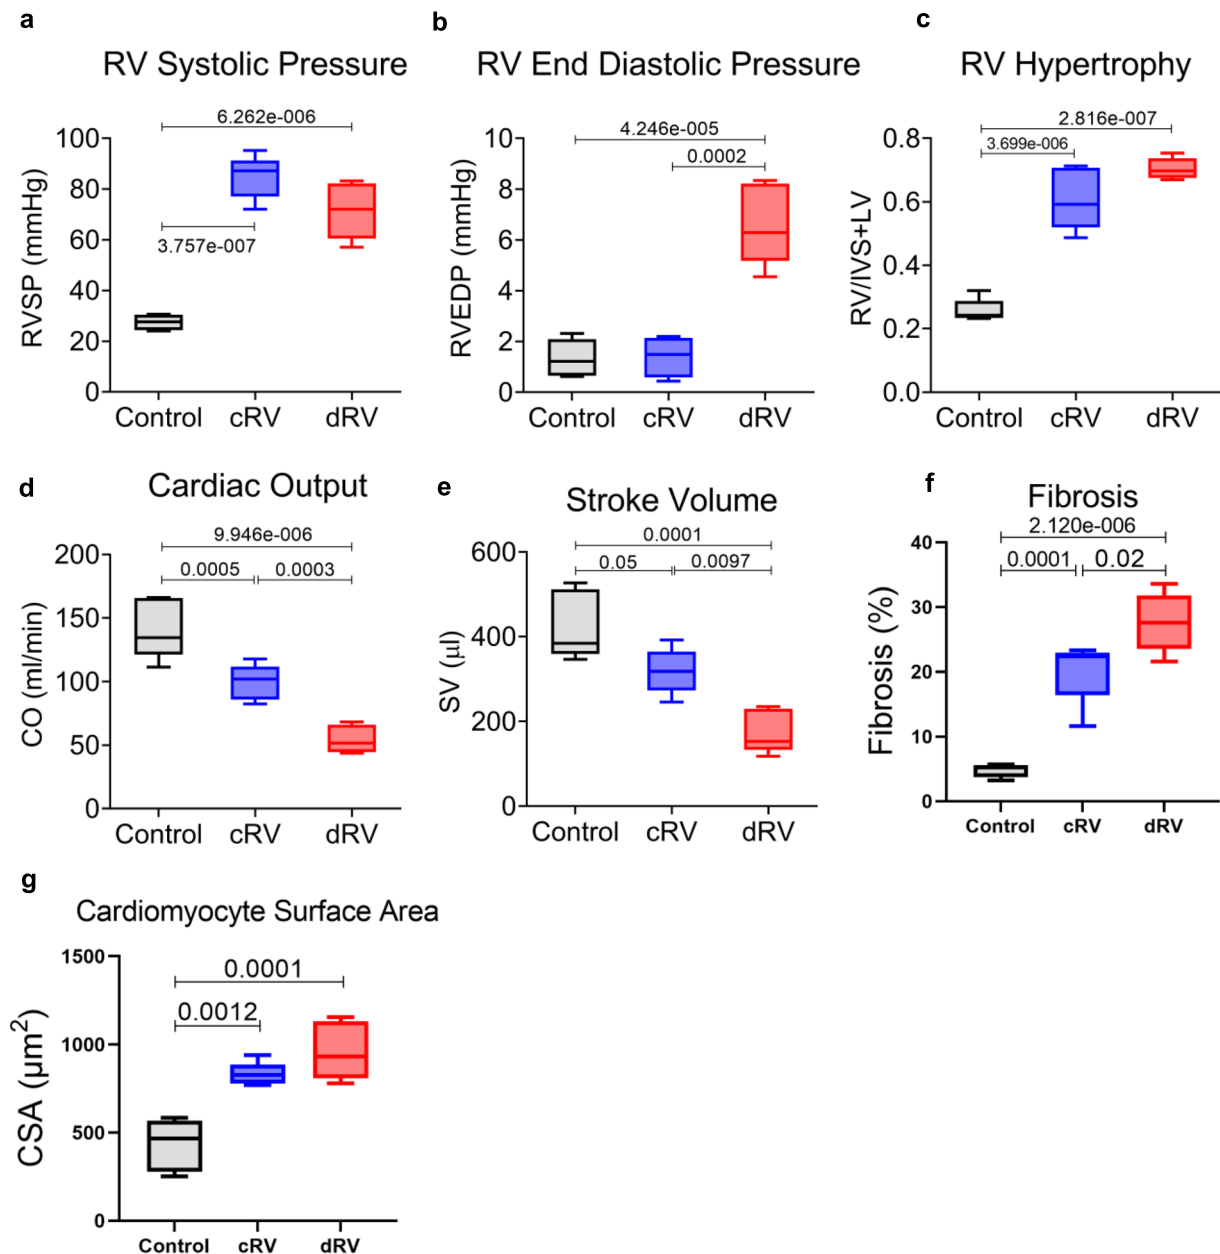 a
RV Systolic Pressure
6.262e-006
100
80
60
40
20
0
RVSP (mmHg)
3.757e-007
Control cRV dRV
b
RV End Diastolic Pressure
4.246e-005
0.0002
10
8
6
4
2
0
RVEDP (mmHg)
Control cRV dRV
c
RV Hypertrophy
2.816e-007
3.699e-006
0.8
0.6
0.4
0.2
0.0
RV/IVS+LV
Control cRV dRV
d
Cardiac Output
9.946e-006
0.0005 0.0003
200
150
100
50
0
CO (ml/min)
Control cRV dRV
e
Stroke Volume
0.0001
0.05 0.0097
600
400
200
0
SV (µl)
Control cRV dRV
f
Fibrosis
2.120e-006
0.0001 0.02
40
30
20
10
0
Fibrosis (%)
Control cRV dRV
g
Cardiomyocyte Surface Area
0.0001
0.0012
1500
1000
500
0
CSA (µm²)
Control cRV dRV